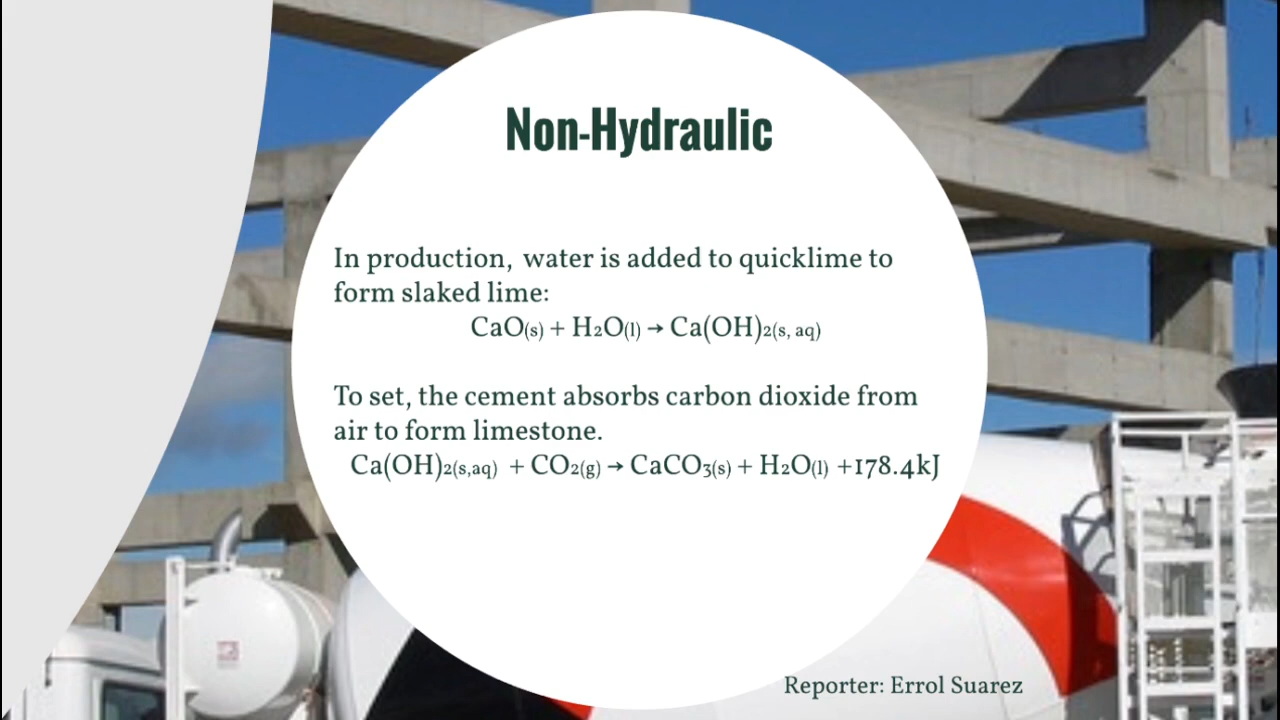 Non-Hydraulic
In production, water is added to quicklime to
form slaked lime:
CaO(s) + H₂O(l) → Ca(OH)₂(s, aq)
To set, the cement absorbs carbon dioxide from
air to form limestone.
Ca(OH)₂(s,aq) + CO₂(g) → CaCO₃(s) + H₂O(l) +178.4kJ
Reporter: Errol Suarez